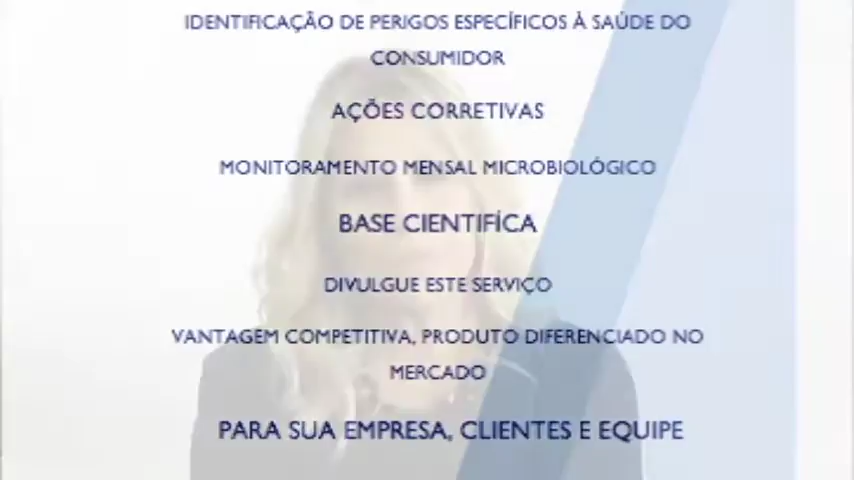 IDENTIFICAÇÃO DE PERIGOS ESPECÍFICOS À SAÚDE DO
CONSUMIDOR
AÇÕES CORRETIVAS
MONITORAMENTO MENSAL MICROBIOLÓGICO
BASE CIENTIFÍCA
DIVULGUE ESTE SERVIÇO
VANTAGEM COMPETITIVA, PRODUTO DIFERENCIADO NO
MERCADO
PARA SUA EMPRESA, CLIENTES E EQUIPE